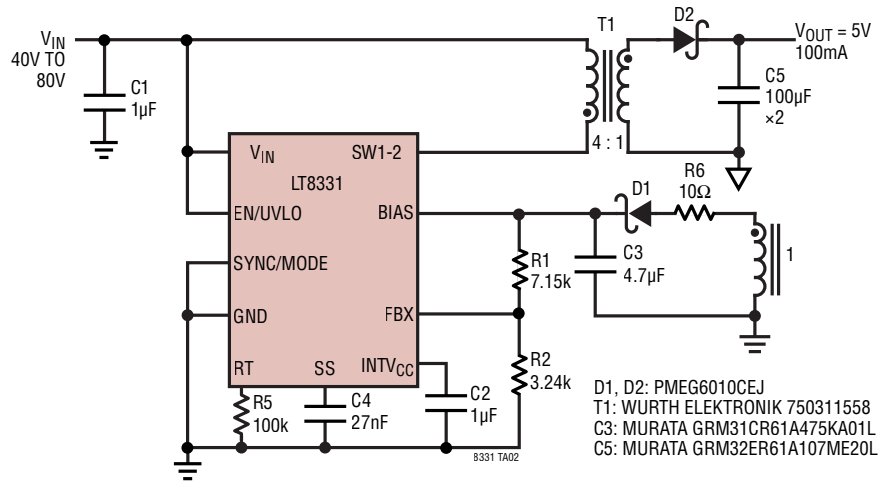 VIN
40V TO
80V
C1
1µF
T1
4 : 1
D2
VOUT = 5V
100mA
C5
100µF
×2
VIN
SW1-2
LT8331
EN/UVLO
BIAS
SYNC/MODE
GND
FBX
RT
SS
INTVCC
D1
R6
10Ω
1
R1
7.15k
C3
4.7µF
R2
3.24k
R5
100k
C4
27nF
C2
1µF
8331 TA02
D1, D2: PMEG6010CEJ
T1: WURTH ELEKTRONIK 750311558
C3: MURATA GRM31CR61A475KA01L
C5: MURATA GRM32ER61A107ME20L